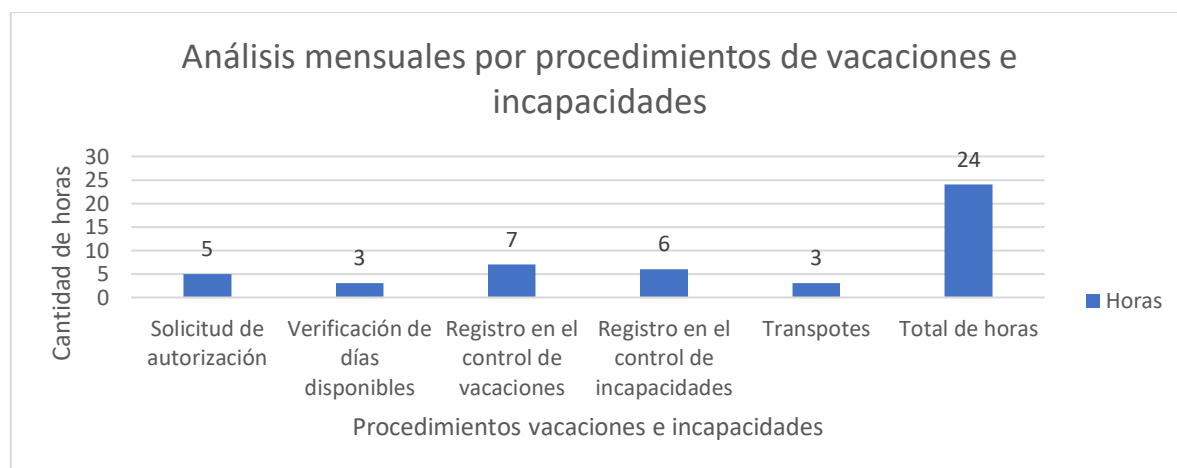 Análisis mensuales por procedimientos de vacaciones e
incapacidades
Cantidad de horas
30
25
20
15
10
5
0
5
3
7
6
3
24
Solicitud de
autorización
Verificación de
días
disponibles
Registro en el
control de
vacaciones
Registro en el
control de
incapacidades
Transpotes
Total de horas
Horas
Procedimientos vacaciones e incapacidades